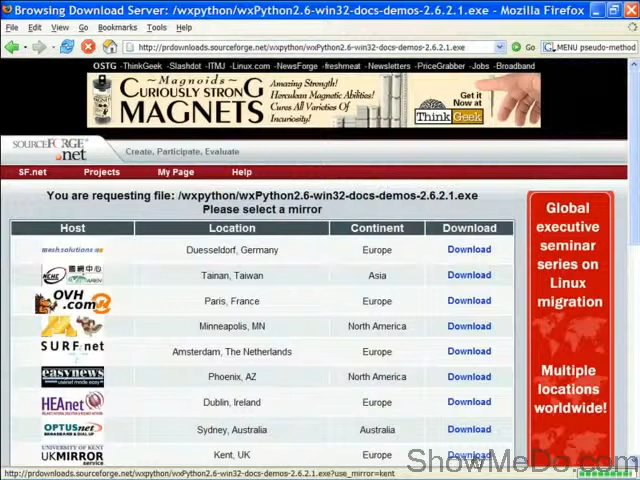 Browsing Download Server: /wxpython/wxPython2.6-win32-docs-demos-2.6.2.1.exe - Mozilla Firefox
File Edit View Go Bookmarks Tools Help
http://prdownloads.sourceforge.net/wxpython/wxPython2.6-win32-docs-demos-2.6.2.1.exe Go MENU pseudo-method
OSTG - ThinkGeek - Slashdot - ITMJ - Linux.com - NewsForge - freshmeat - Newsletters - PriceGrabber - Jobs - Broadband
~Magnoids~
CURIOUSLY STRONG
MAGNETS
Amazing Strength!
Herculean Magnetic Abilities!
Cures All Varieties Of
Incuriosity!
Get it
Now at
ThinkGeek
SOURCEFORGE
.net
Create, Participate, Evaluate
SF.net Projects My Page Help
You are requesting file: /wxpython/wxPython2.6-win32-docs-demos-2.6.2.1.exe
Please select a mirror
Host Location Continent Download
meshsolutions Duesseldorf, Germany Europe Download
NCHC Tainan, Taiwan Asia Download
OVH.com Paris, France Europe Download
Minneapolis, MN North America Download
SURFnet Amsterdam, The Netherlands Europe Download
easynews Phoenix, AZ North America Download
HEAnet Dublin, Ireland Europe Download
OPTUSnet Sydney, Australia Australia Download
UNIVERSITY OF KENT
UKMIRROR
service
Kent, UK Europe Download
Global
executive
seminar
series on
Linux
migration
Multiple
locations
worldwide!
http://prdownloads.sourceforge.net/wxpython/wxPython2.6-win32-docs-demos-2.6.2.1.exe?use_mirror=kent
ShowMeDo.com